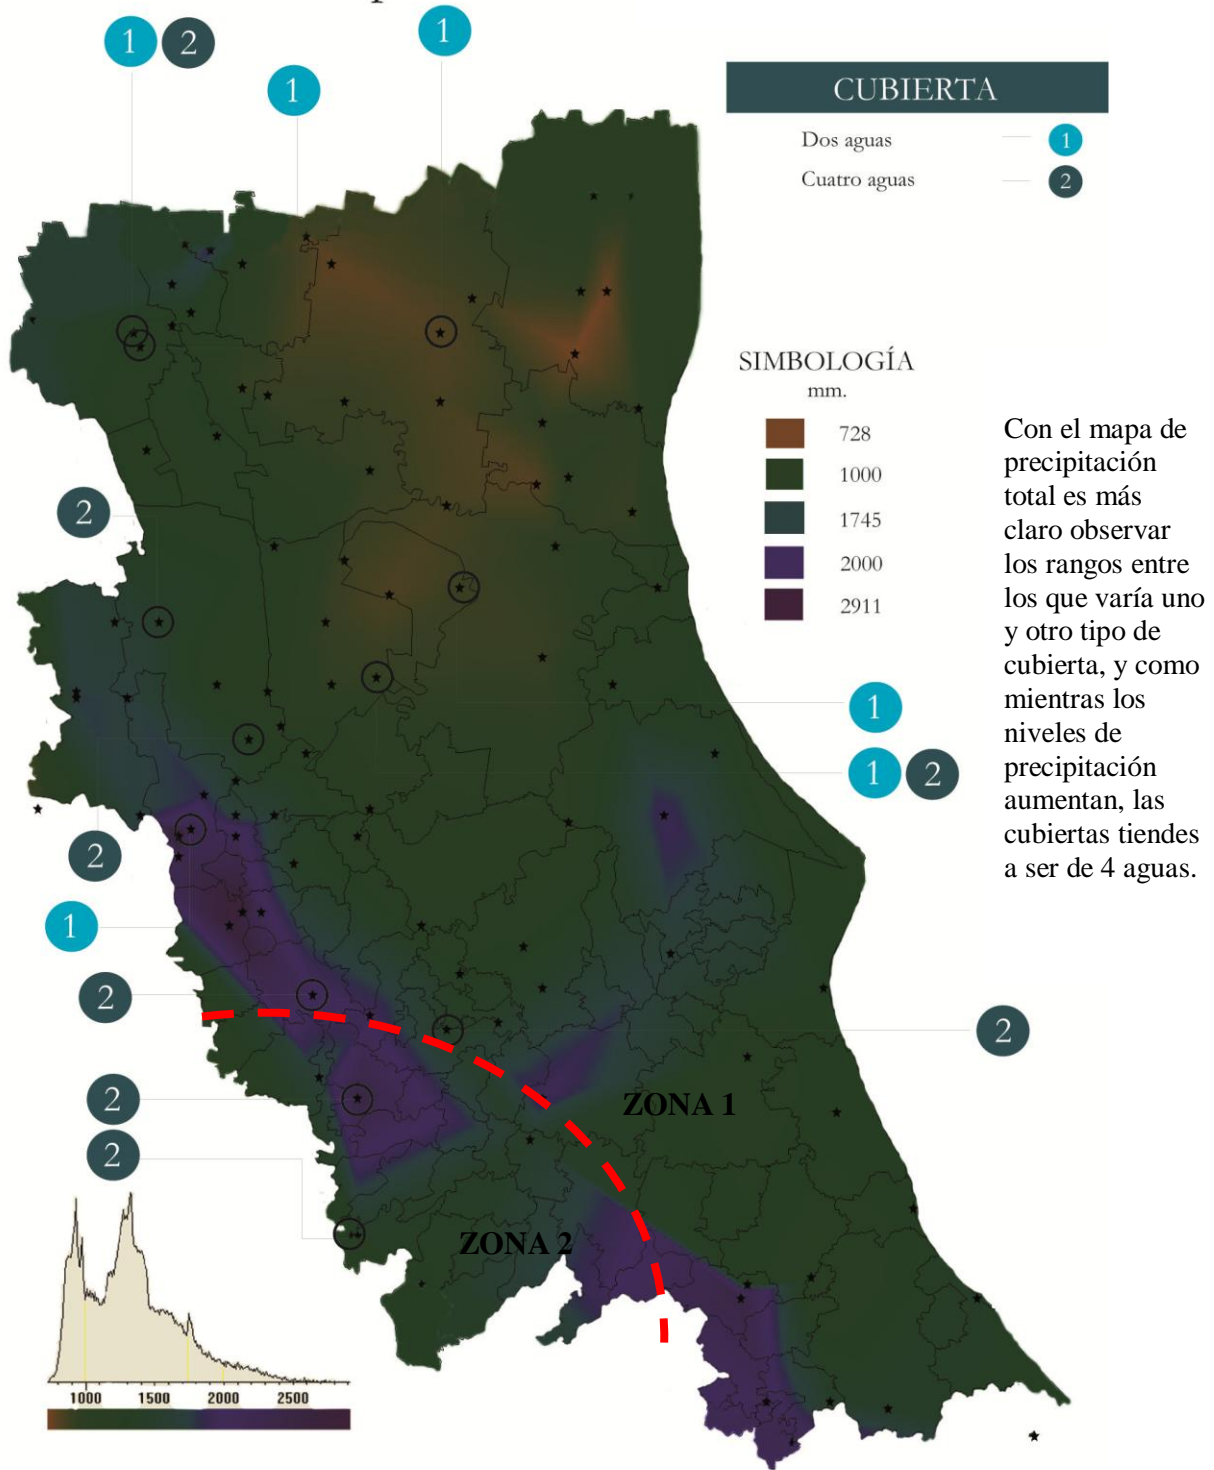 1
1
2
1
CUBIERTA
Dos aguas
1
Cuatro aguas
2
SIMBOLOGÍA
mm.
728
1000
1745
2000
2911
Con el mapa de
precipitación
total es más
claro observar
los rangos entre
los que varía uno
y otro tipo de
cubierta, y como
mientras los
niveles de
precipitación
aumentan, las
cubiertas tiendes
a ser de 4 aguas.
2
1
1
2
2
1
2
2
2
ZONA 1
2
ZONA 2
1000
1500
2000
2500